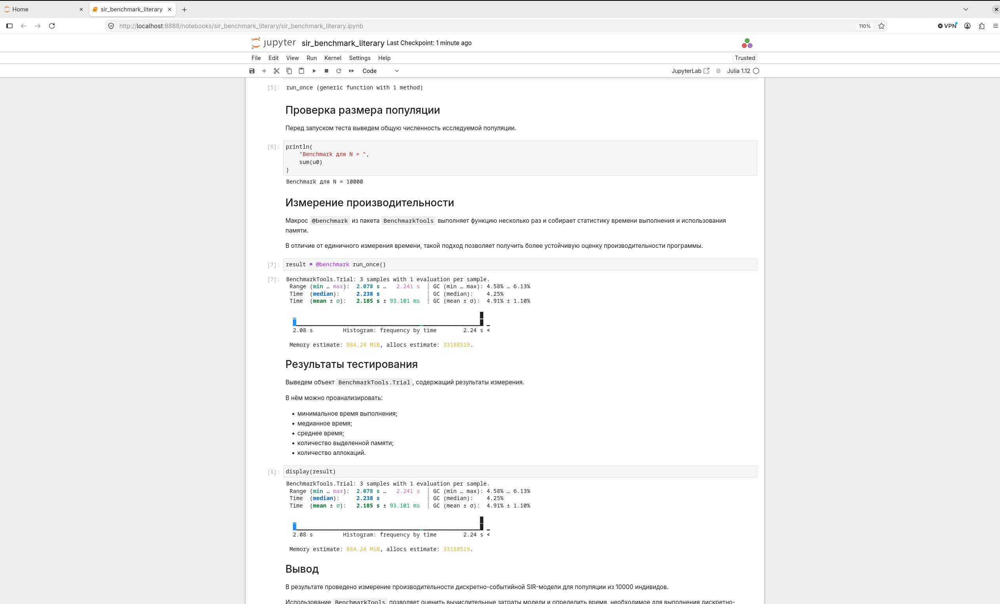 Home
sir_benchmark_literary
http://localhost:8888/notebooks/sir_benchmark_literary/sir_benchmark_literary.ipynb
110%
VPN
jupyter sir_benchmark_literary Last Checkpoint: 1 minute ago
File Edit View Run Kernel Settings Help
Trusted
Code
JupyterLab
Julia 1.12
[5]: run_once (generic function with 1 method)
Проверка размера популяции
Перед запуском теста выведем общую численность исследуемой популяции.
[6]: println(
"Benchmark для N = ",
sum(u0)
)
Benchmark для N = 10000
Измерение производительности
Макрос @benchmark из пакета BenchmarkTools выполняет функцию несколько раз и собирает статистику времени выполнения и использования
памяти.
В отличие от единичного измерения времени, такой подход позволяет получить более устойчивую оценку производительности программы.
[7]: result = @benchmark run_once()
[7]: BenchmarkTools.Trial: 3 samples with 1 evaluation per sample.
Range (min … max): 2.078 s … 2.241 s ┊ GC (min … max): 4.58% … 6.13%
Time (median): 2.238 s ┊ GC (median): 4.25%
Time (mean ± σ): 2.185 s ± 93.101 ms ┊ GC (mean ± σ): 4.91% ± 1.10%
2.08 s Histogram: frequency by time 2.24 s <
Memory estimate: 884.24 MiB, allocs estimate: 33188519.
Результаты тестирования
Выведем объект BenchmarkTools.Trial, содержащий результаты измерения.
В нём можно проанализировать:
• минимальное время выполнения;
• медианное время;
• среднее время;
• количество выделенной памяти;
• количество аллокаций.
[8]: display(result)
BenchmarkTools.Trial: 3 samples with 1 evaluation per sample.
Range (min … max): 2.078 s … 2.241 s ┊ GC (min … max): 4.58% … 6.13%
Time (median): 2.238 s ┊ GC (median): 4.25%
Time (mean ± σ): 2.185 s ± 93.101 ms ┊ GC (mean ± σ): 4.91% ± 1.10%
2.08 s Histogram: frequency by time 2.24 s <
Memory estimate: 884.24 MiB, allocs estimate: 33188519.
Вывод
В результате проведено измерение производительности дискретно-событийной SIR-модели для популяции из 10000 индивидов.
Использование BenchmarkTools позволяет оценить вычислительные затраты модели и определить время, необходимое для выполнения дискретно-